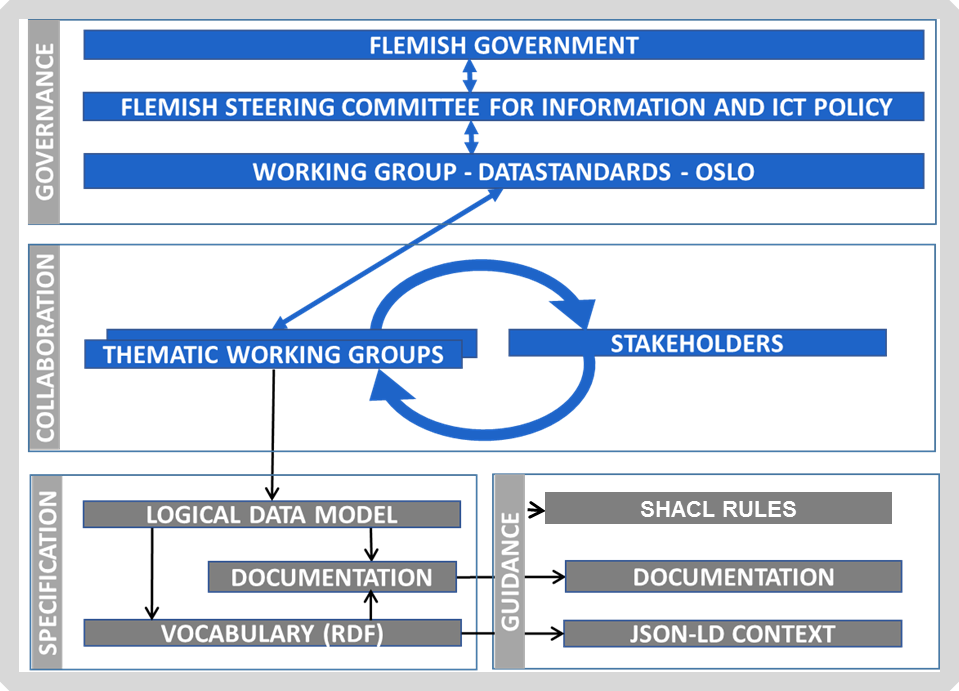 GOVERNANCE
FLEMISH GOVERNMENT
FLEMISH STEERING COMMITTEE FOR INFORMATION AND ICT POLICY
WORKING GROUP - DATASTANDARDS - OSLO
COLLABORATION
THEMATIC WORKING GROUPS
STAKEHOLDERS
SPECIFICATION
LOGICAL DATA MODEL
DOCUMENTATION
VOCABULARY (RDF)
GUIDANCE
SHACL RULES
DOCUMENTATION
JSON-LD CONTEXT